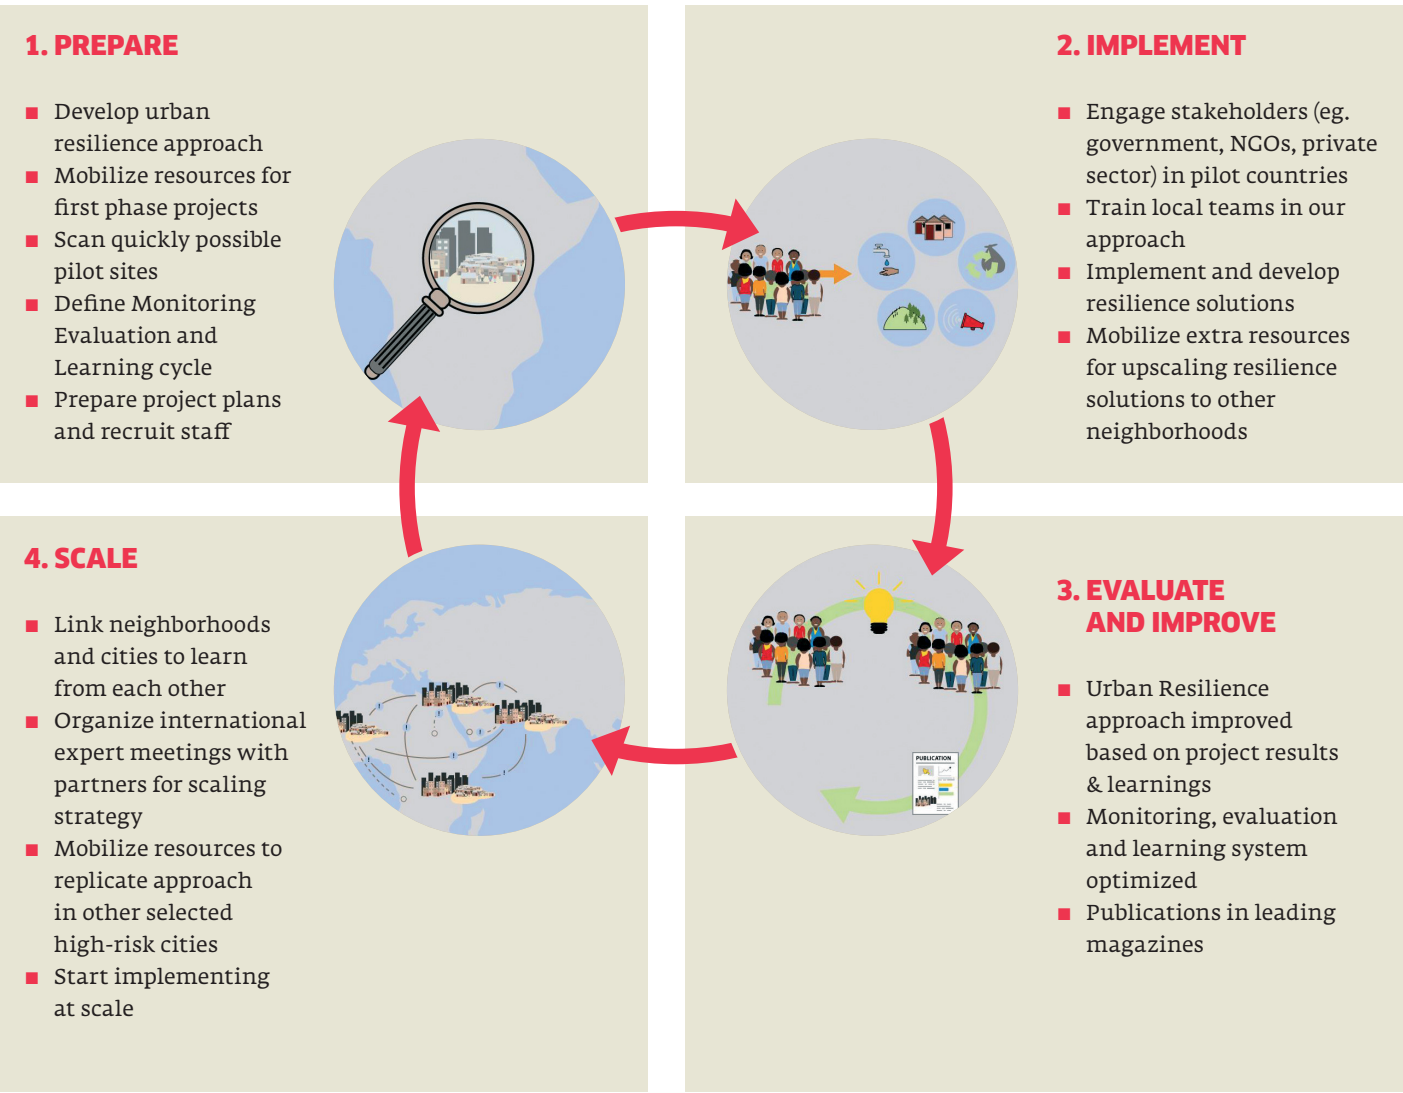 1. PREPARE
■ Develop urban
resilience approach
■ Mobilize resources for
first phase projects
■ Scan quickly possible
pilot sites
■ Define Monitoring
Evaluation and
Learning cycle
■ Prepare project plans
and recruit staff
2. IMPLEMENT
■ Engage stakeholders (eg.
government, NGOs, private
sector) in pilot countries
■ Train local teams in our
approach
■ Implement and develop
resilience solutions
■ Mobilize extra resources
for upscaling resilience
solutions to other
neighborhoods
3. EVALUATE
AND IMPROVE
■ Urban Resilience
approach improved
based on project results
& learnings
■ Monitoring, evaluation
and learning system
optimized
■ Publications in leading
magazines
PUBLICATION
4. SCALE
■ Link neighborhoods
and cities to learn
from each other
■ Organize international
expert meetings with
partners for scaling
strategy
■ Mobilize resources to
replicate approach
in other selected
high-risk cities
■ Start implementing
at scale